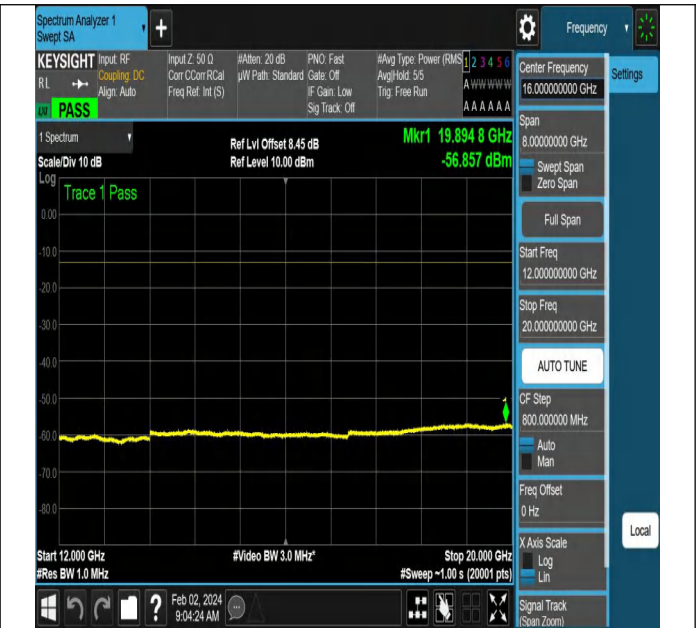 Spectrum Analyzer 1
Swept SA
Frequency
KEYSIGHT
RL
PASS
Input: RF
Coupling: DC
Align: Auto
Input Z: 50 Ω
Corr CCorr RCal
Freq Ref: Int (S)
#Atten: 20 dB
µW Path: Standard
PNO: Fast
Gate: Off
IF Gain: Low
Sig Track: Off
#Avg Type: Power (RMS
Avg|Hold: 5/5
Trig: Free Run
1 2 3 4 5 6
A W W W W W
A A A A A A
1 Spectrum
Scale/Div 10 dB
Ref Lvl Offset 8.45 dB
Ref Level 10.00 dBm
Mkr1 19.894 8 GHz
-56.857 dBm
Log
Trace 1 Pass
0.00
-10.0
-20.0
-30.0
-40.0
-50.0
-60.0
-70.0
-80.0
1
Start 12.000 GHz
#Res BW 1.0 MHz
#Video BW 3.0 MHz*
Stop 20.000 GHz
#Sweep ~1.00 s (20001 pts)
Feb 02, 2024
9:04:24 AM
Center Frequency
16.000000000 GHz
Settings
Span
8.00000000 GHz
Swept Span
Zero Span
Full Span
Start Freq
12.000000000 GHz
Stop Freq
20.000000000 GHz
AUTO TUNE
CF Step
800.000000 MHz
Auto
Man
Freq Offset
0 Hz
X Axis Scale
Log
Lin
Local
Signal Track
(Span Zoom)